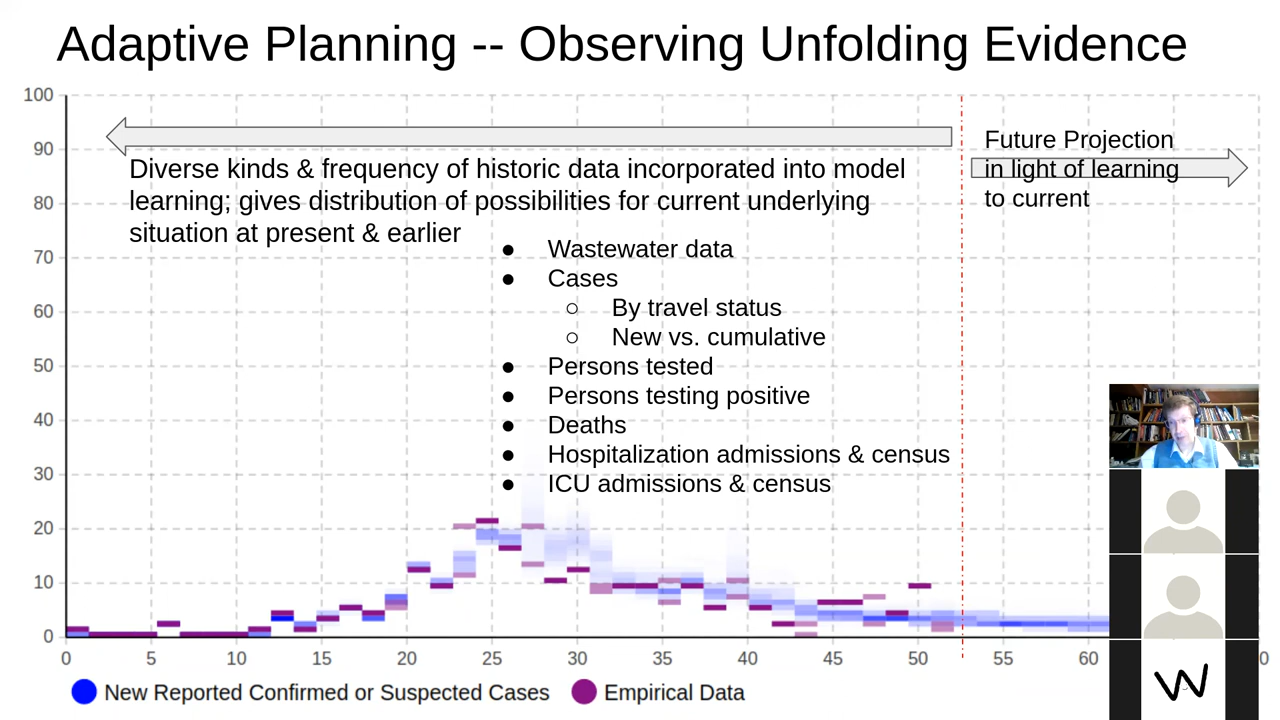 Adaptive Planning -- Observing Unfolding Evidence
100
90
80
70
60
50
40
30
20
10
0
Diverse kinds & frequency of historic data incorporated into model
learning; gives distribution of possibilities for current underlying
situation at present & earlier
Future Projection
in light of learning
to current
● Wastewater data
● Cases
○ By travel status
○ New vs. cumulative
● Persons tested
● Persons testing positive
● Deaths
● Hospitalization admissions & census
● ICU admissions & census
0 5 10 15 20 25 30 35 40 45 50 55 60 0
New Reported Confirmed or Suspected Cases Empirical Data
W